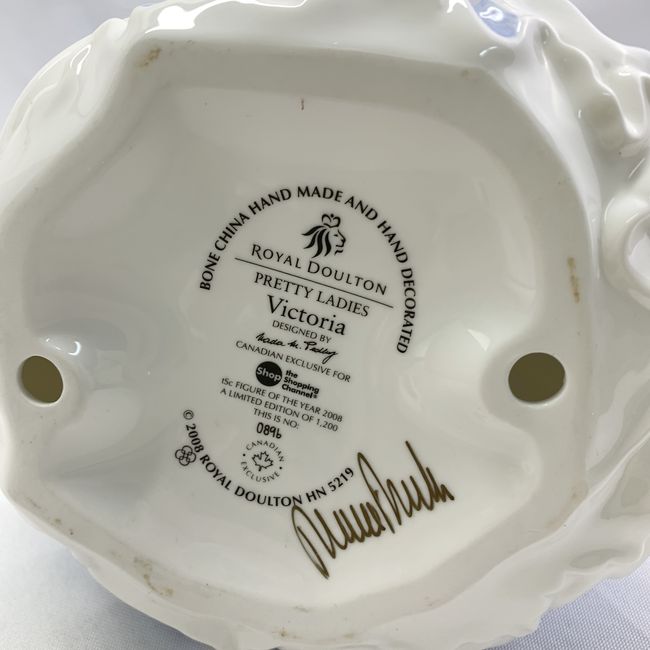 BONE CHINA HAND MADE AND HAND DECORATED
ROYAL DOULTON
PRETTY LADIES
Victoria
DESIGNED BY
CANADIAN EXCLUSIVE FOR
Shop the Shopping Channel®
tSc FIGURE OF THE YEAR 2008
A LIMITED EDITION OF 1,200
THIS IS NO:
0896
CANADIAN
EXCLUSIVE
© 2008 ROYAL DOULTON HN 5219